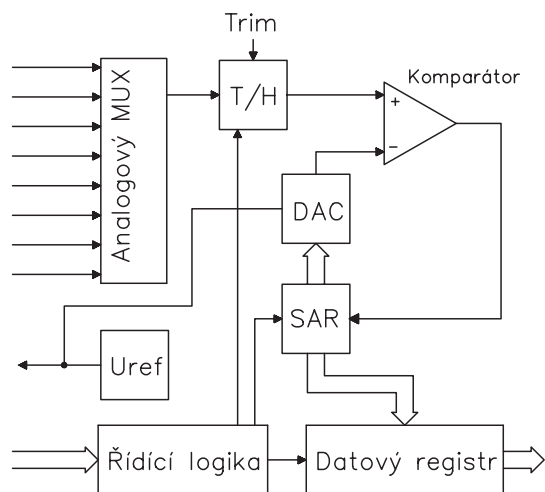 Trim
Komparátor
Analogový MUX
T/H
+
−
DAC
SAR
Uref
Řídící logika
Datový registr